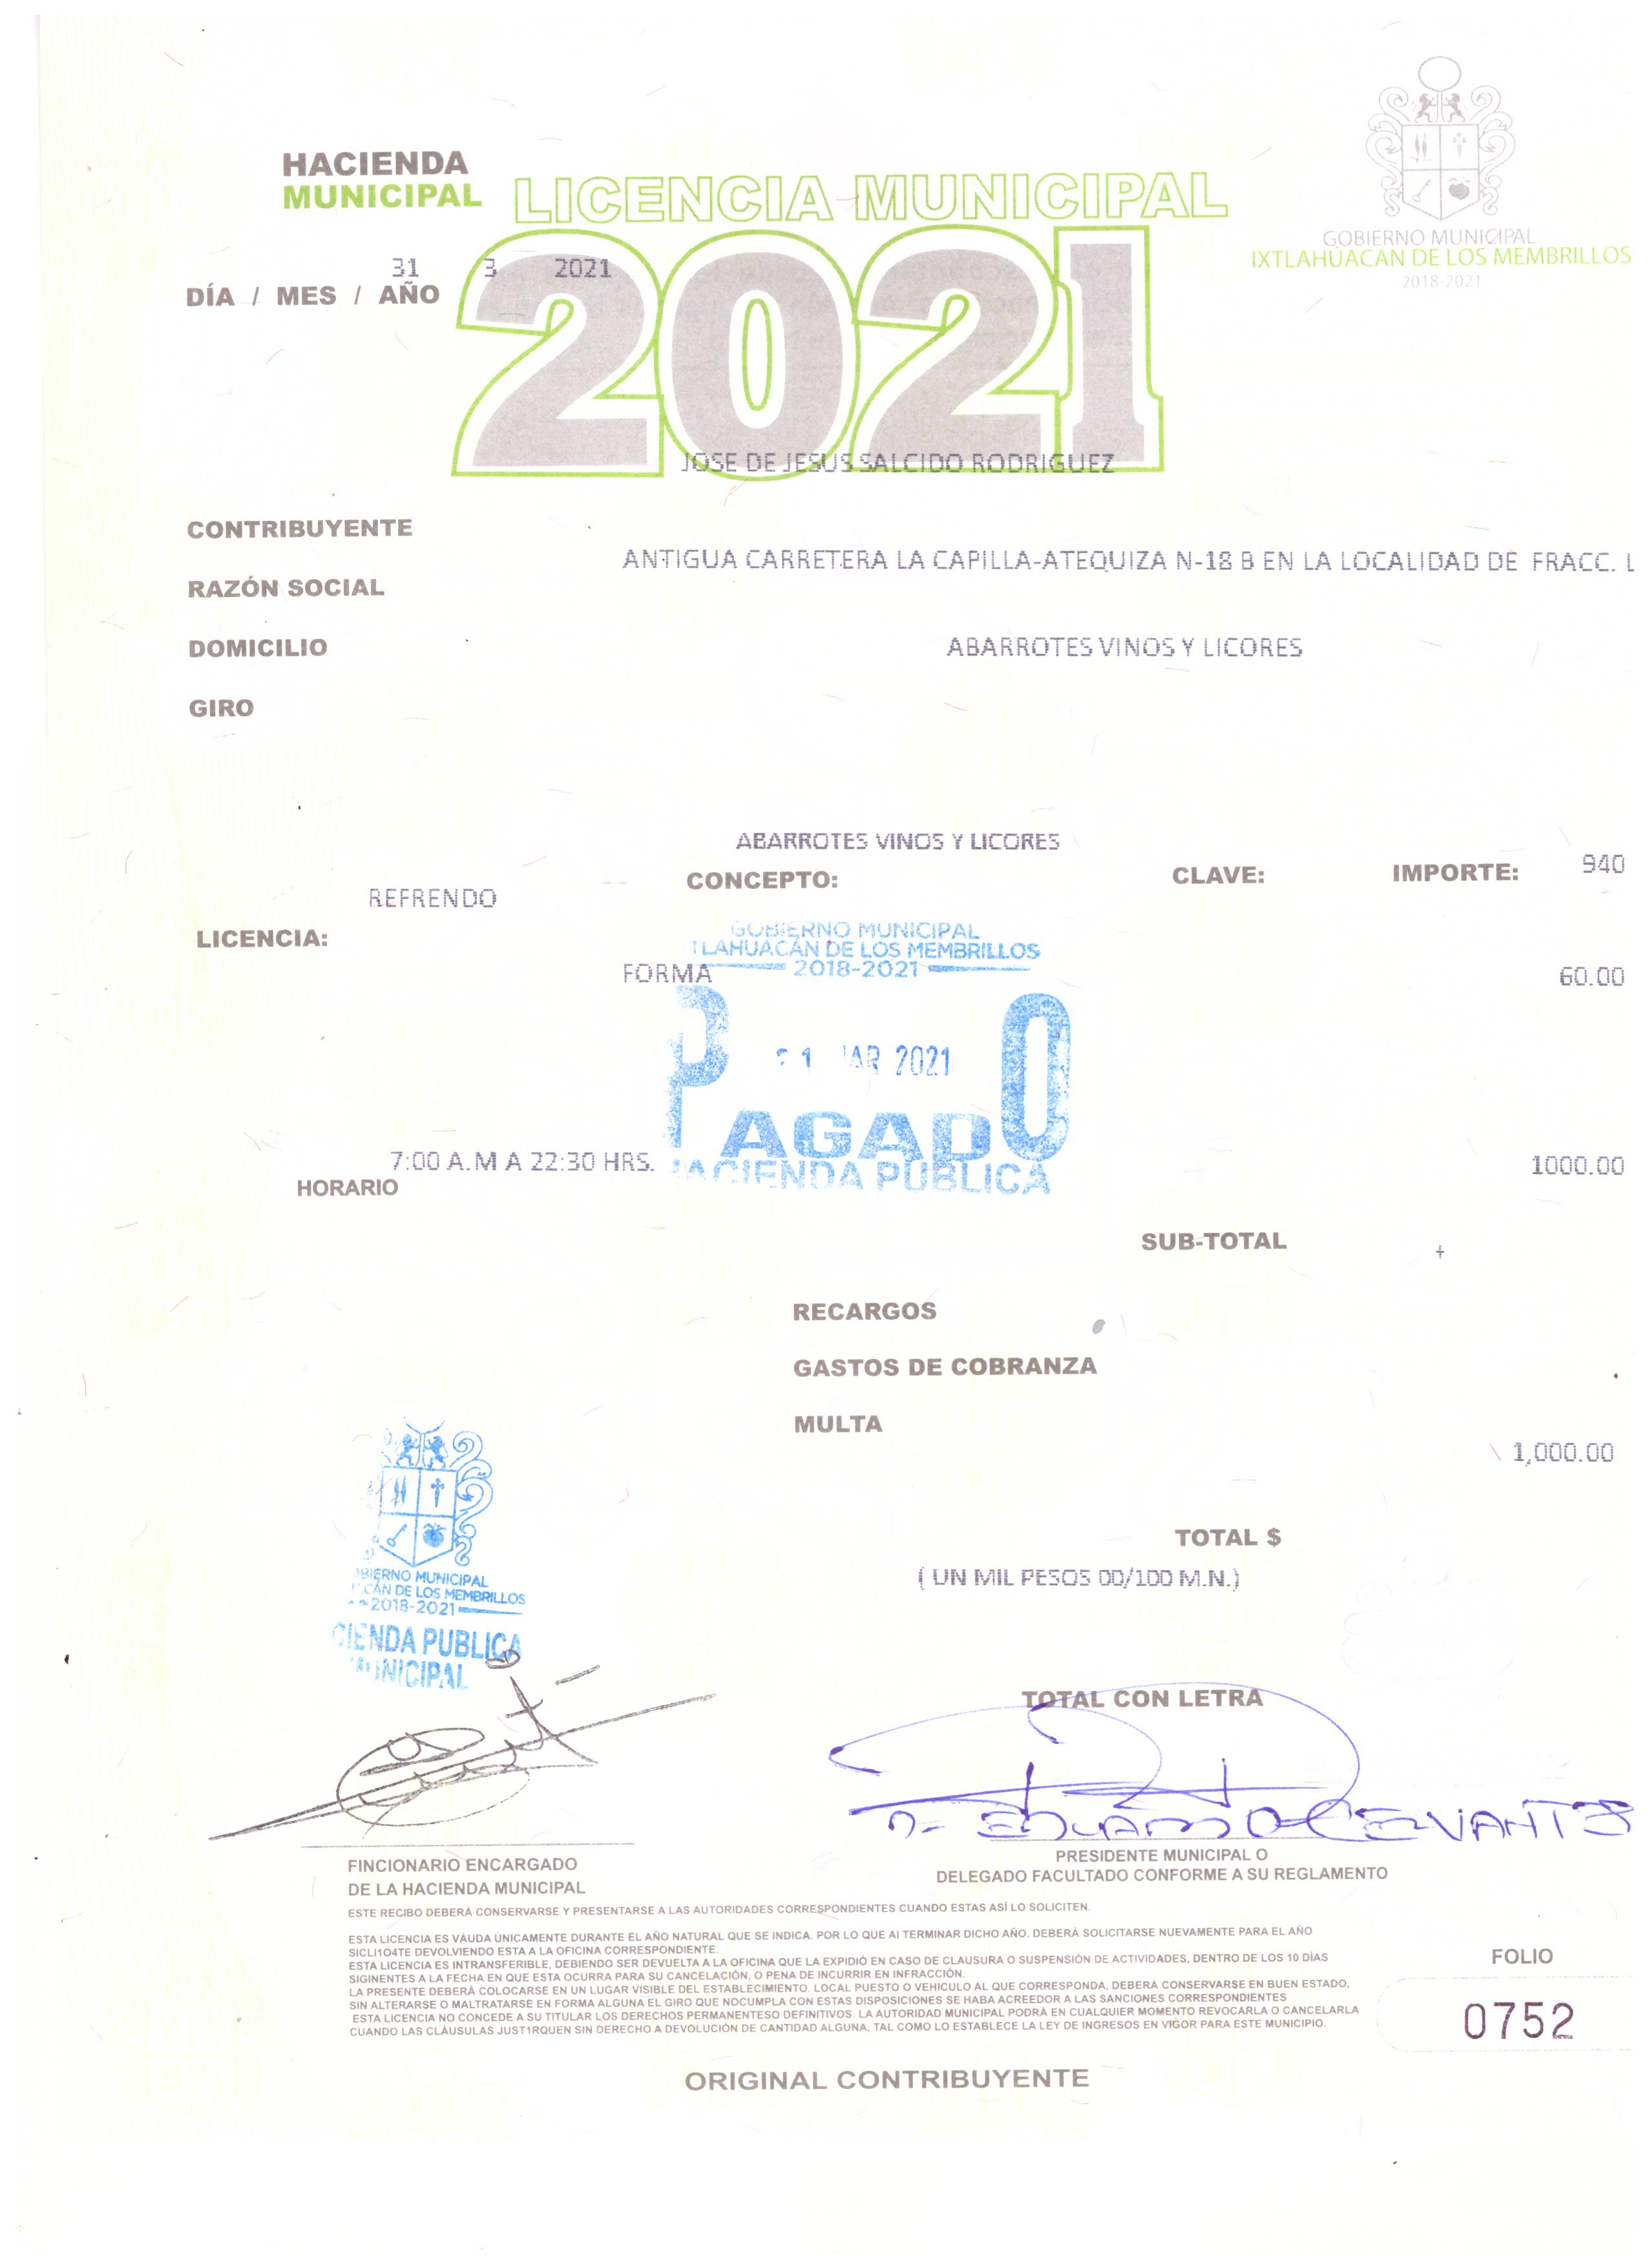 HACIENDA
MUNICIPAL
LICENCIA MUNICIPAL
2021
GOBIERNO MUNICIPAL
IXTLAHUACAN DE LOS MEMBRILLOS
2018-2021
31 3 2021
DÍA / MES / AÑO
JOSE DE JESUS SALCIDO RODRIGUEZ
CONTRIBUYENTE
ANTIGUA CARRETERA LA CAPILLA-ATEQUIZA N-18 B EN LA LOCALIDAD DE FRACC. L
RAZÓN SOCIAL
DOMICILIO
ABARROTES VINOS Y LICORES
GIRO
ABARROTES VINOS Y LICORES
CONCEPTO:
CLAVE:
IMPORTE:
940
REFRENDO
LICENCIA:
GOBIERNO MUNICIPAL
TLAHUACÁN DE LOS MEMBRILLOS
2018-2021
FORMA
60.00
1 AR 2021
PAGADO
HACIENDA PUBLICA
7:00 A.M A 22:30 HRS.
HORARIO
1000.00
SUB-TOTAL
RECARGOS
GASTOS DE COBRANZA
MULTA
1,000.00
TOTAL $
( UN MIL PESOS 00/100 M.N.)
BIERNO MUNICIPAL
CÁN DE LOS MEMBRILLOS
2018-2021
CIENDA PUBLICA
MUNICIPAL
TOTAL CON LETRA
EDUARDO CERVANTES
FINCIONARIO ENCARGADO
DE LA HACIENDA MUNICIPAL
PRESIDENTE MUNICIPAL O
DELEGADO FACULTADO CONFORME A SU REGLAMENTO
ESTE RECIBO DEBERÁ CONSERVARSE Y PRESENTARSE A LAS AUTORIDADES CORRESPONDIENTES CUANDO ESTAS ASÍ LO SOLICITEN.
ESTA LICENCIA ES VÁUDA ÚNICAMENTE DURANTE EL AÑO NATURAL QUE SE INDICA. POR LO QUE AI TERMINAR DICHO AÑO. DEBERÁ SOLICITARSE NUEVAMENTE PARA EL AÑO
SICLI1O4TE DEVOLVIENDO ESTA A LA OFICINA CORRESPONDIENTE.
ESTA LICENCIA ES INTRANSFERIBLE, DEBIENDO SER DEVUELTA A LA OFICINA QUE LA EXPIDIÓ EN CASO DE CLAUSURA O SUSPENSIÓN DE ACTIVIDADES, DENTRO DE LOS 10 DÍAS
SIGINENTES A LA FECHA EN QUE ESTA OCURRA PARA SU CANCELACIÓN, O PENA DE INCURRIR EN INFRACCIÓN.
LA PRESENTE DEBERÁ COLOCARSE EN UN LUGAR VISIBLE DEL ESTABLECIMIENTO. LOCAL PUESTO O VEHICULO AL QUE CORRESPONDA, DEBERÁ CONSERVARSE EN BUEN ESTADO,
SIN ALTERARSE O MALTRATARSE EN FORMA ALGUNA EL GIRO QUE NOCUMPLA CON ESTAS DISPOSICIONES SE HABA ACREEDOR A LAS SANCIONES CORRESPONDIENTES
ESTA LICENCIA NO CONCEDE A SU TITULAR LOS DERECHOS PERMANENTESO DEFINITIVOS. LA AUTORIDAD MUNICIPAL PODRÁ EN CUALQUIER MOMENTO REVOCARLA O CANCELARLA
CUANDO LAS CLÁUSULAS JUST1RQUEN SIN DERECHO A DEVOLUCIÓN DE CANTIDAD ALGUNA, TAL COMO LO ESTABLECE LA LEY DE INGRESOS EN VIGOR PARA ESTE MUNICIPIO.
FOLIO
0752
ORIGINAL CONTRIBUYENTE